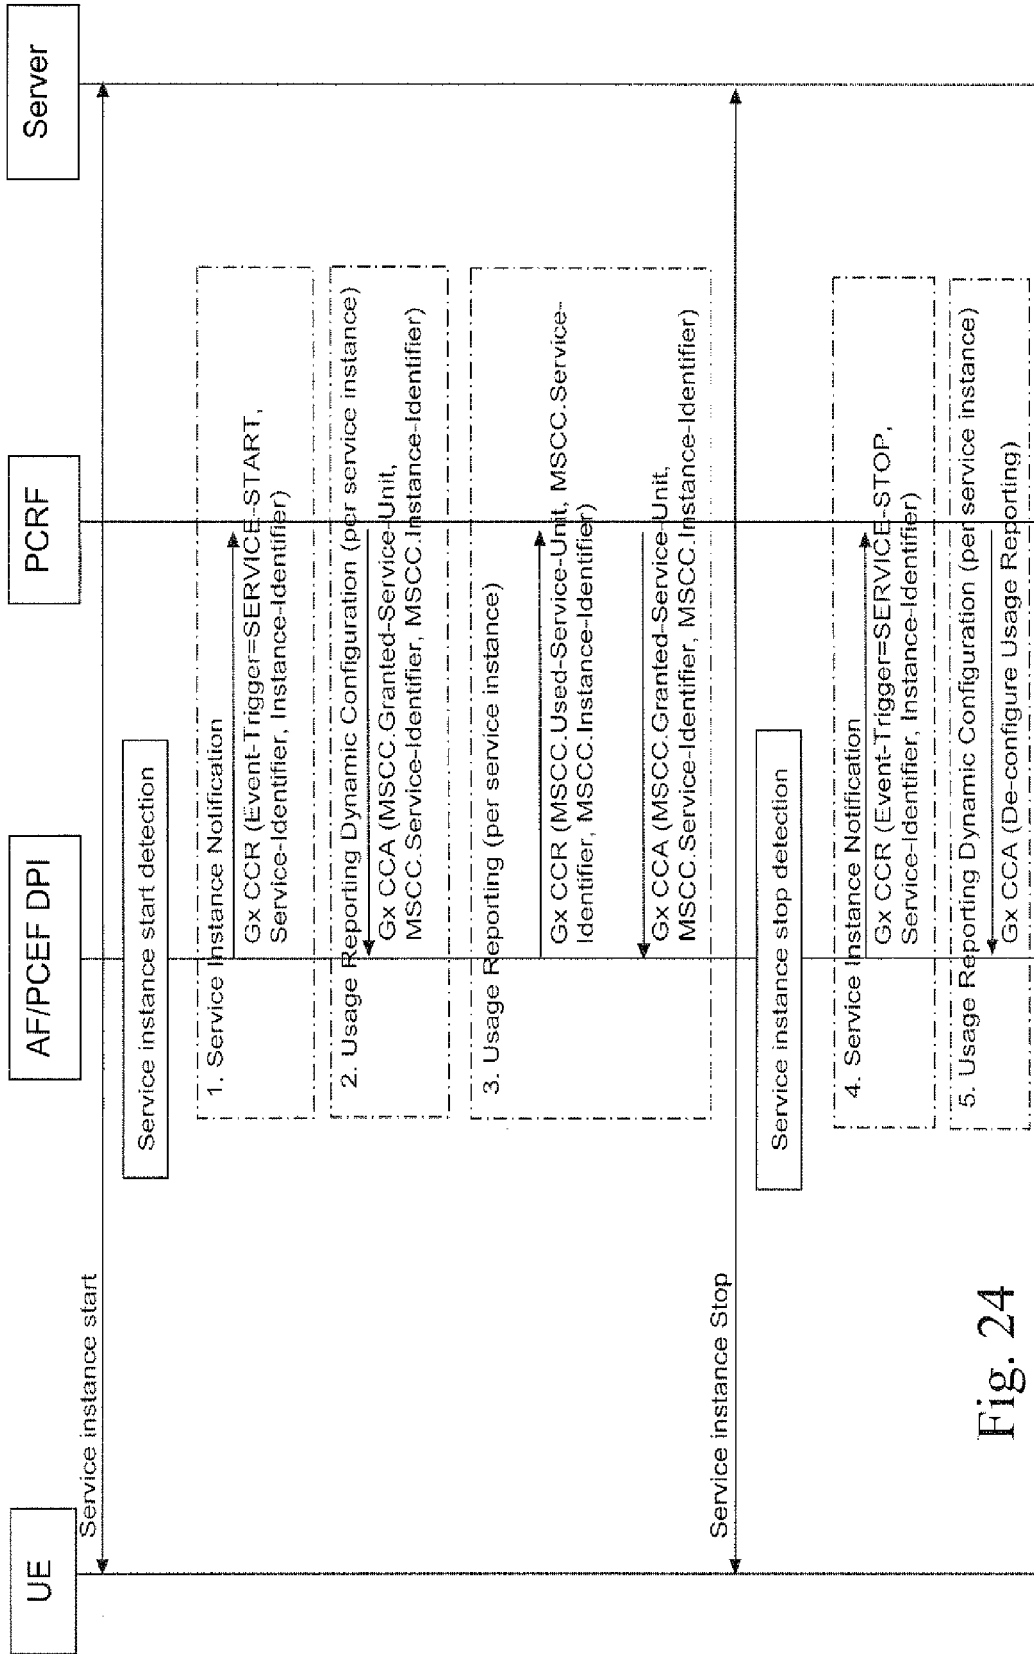 UE
AF/PCEF DPI
PCRF
Server
Service instance start
Service instance start detection
1. Service Instance Notification
Gx CCR (Event-Trigger=SERVICE-START,
Service-Identifier, Instance-Identifier)
2. Usage Reporting Dynamic Configuration (per service instance)
Gx CCA (MSCC.Granted-Service-Unit,
MSCC.Service-Identifier, MSCC.Instance-Identifier)
3. Usage Reporting (per service instance)
Gx CCR (MSCC.Used-Service-Unit, MSCC.Service-
Identifier, MSCC.Instance-Identifier)
Gx CCA (MSCC.Granted-Service-Unit,
MSCC.Service-Identifier, MSCC.Instance-Identifier)
Service instance Stop
Service instance stop detection
4. Service Instance Notification
Gx CCR (Event-Trigger=SERVICE-STOP,
Service-Identifier, Instance-Identifier)
5. Usage Reporting Dynamic Configuration (per service instance)
Gx CCA (De-configure Usage Reporting)
Fig. 24